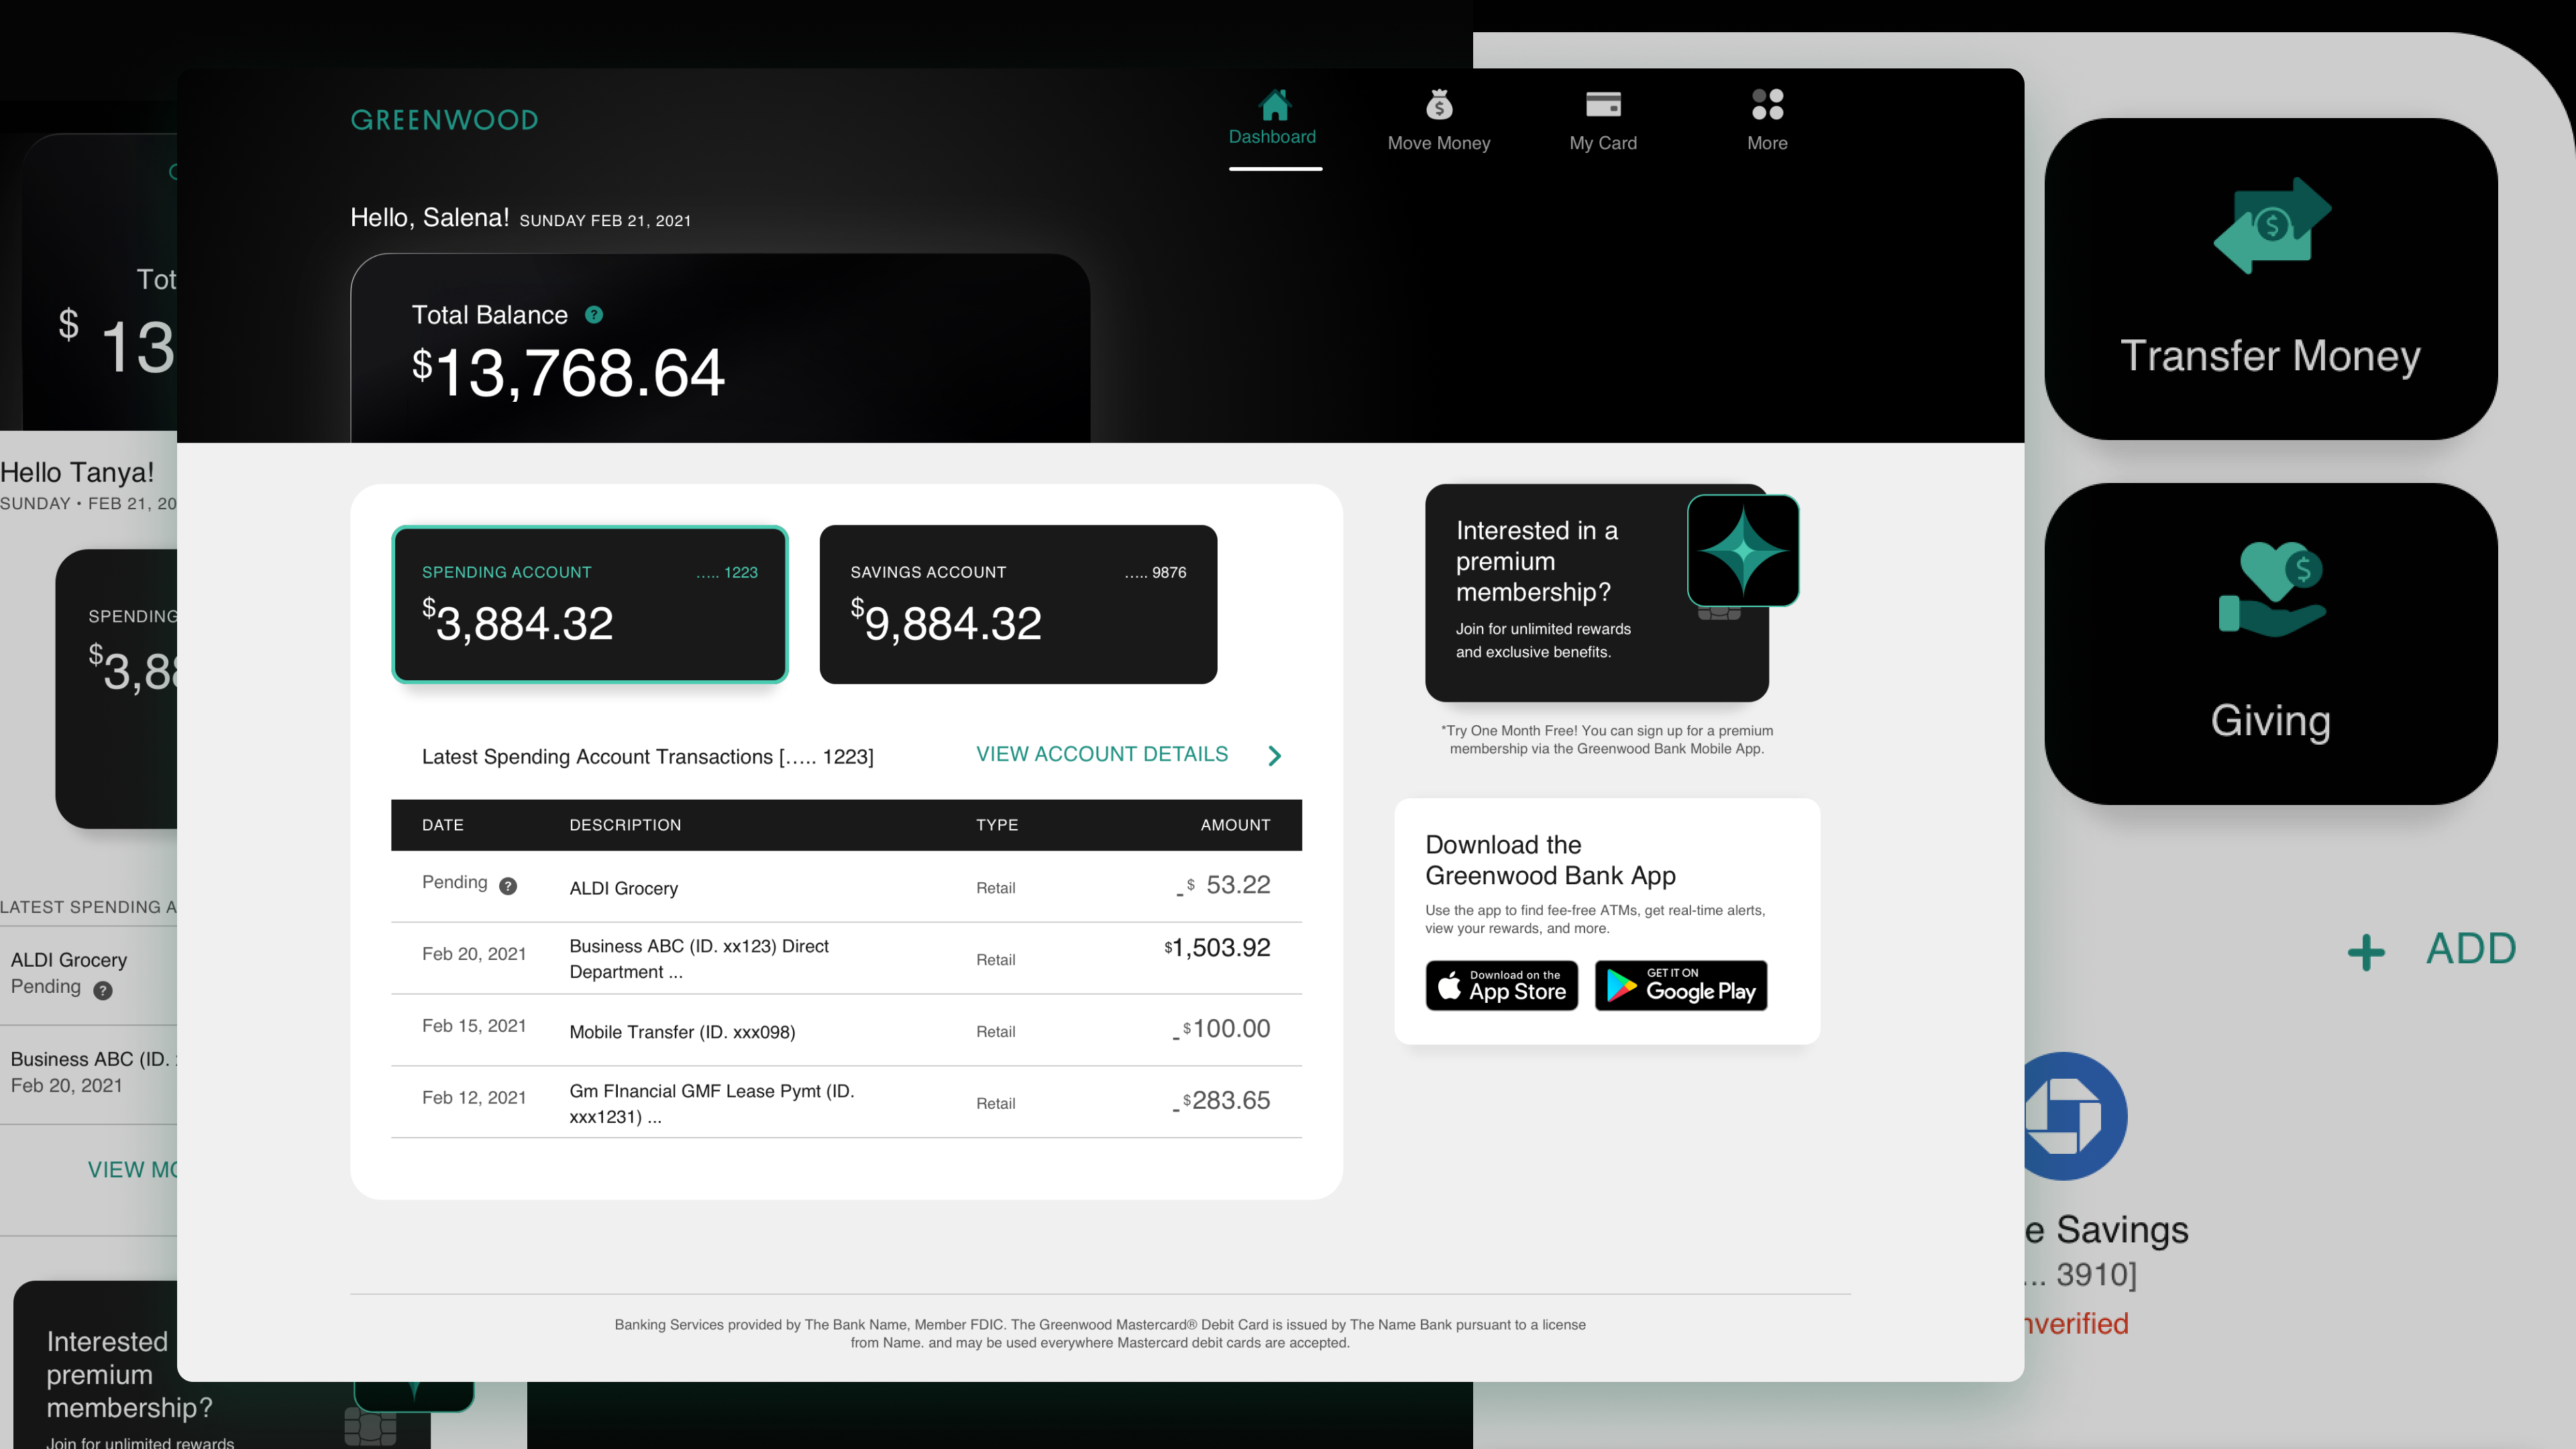 GREENWOOD
Dashboard
Move Money
My Card
More
Hello, Salena! SUNDAY FEB 21, 2021
Total Balance ?
$13,768.64
SPENDING ACCOUNT ..... 1223
$3,884.32
SAVINGS ACCOUNT ..... 9876
$9,884.32
Latest Spending Account Transactions [..... 1223]
VIEW ACCOUNT DETAILS
DATE DESCRIPTION TYPE AMOUNT
Pending ? ALDI Grocery Retail -$ 53.22
Feb 20, 2021 Business ABC (ID. xx123) Direct
Department ... Retail $1,503.92
Feb 15, 2021 Mobile Transfer (ID. xxx098) Retail -$100.00
Feb 12, 2021 Gm FInancial GMF Lease Pymt (ID.
xxx1231) ... Retail -$283.65
Interested in a
premium
membership?
Join for unlimited rewards
and exclusive benefits.
*Try One Month Free! You can sign up for a premium
membership via the Greenwood Bank Mobile App.
Download the
Greenwood Bank App
Use the app to find fee-free ATMs, get real-time alerts,
view your rewards, and more.
Download on the
App Store
GET IT ON
Google Play
Banking Services provided by The Bank Name, Member FDIC. The Greenwood Mastercard® Debit Card is issued by The Name Bank pursuant to a license
from Name. and may be used everywhere Mastercard debit cards are accepted.
Tot
$ 13
Hello Tanya!
SUNDAY • FEB 21, 20
SPENDING
$3,8
LATEST SPENDING A
ALDI Grocery
Pending ?
Business ABC (ID.
Feb 20, 2021
VIEW MO
Interested
premium
membership?
Join for unlimited rewards
Transfer Money
Giving
+ ADD
e Savings
... 3910]
nverified